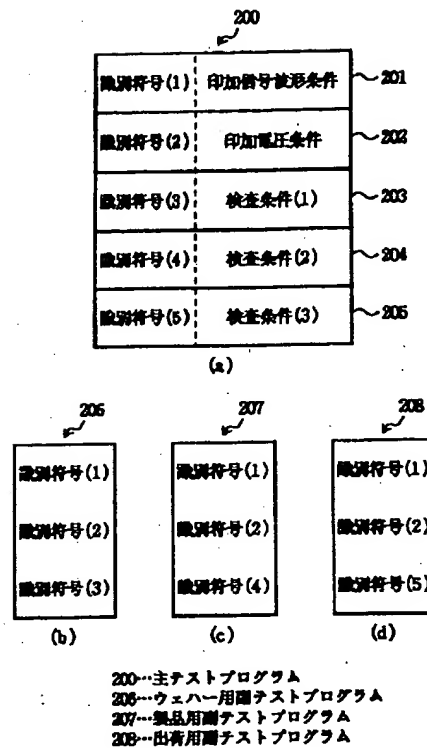 200
識別符号(1) 印加信号波形条件 201
識別符号(2) 印加電圧条件 202
識別符号(3) 検査条件(1) 203
識別符号(4) 検査条件(2) 204
識別符号(5) 検査条件(3) 205
(a)
206 207 208
識別符号(1) 識別符号(1) 識別符号(1)
識別符号(2) 識別符号(2) 識別符号(2)
識別符号(3) 識別符号(4) 識別符号(5)
(b) (c) (d)
200…主テストプログラム
206…ウェハー用副テストプログラム
207…製品用副テストプログラム
208…出荷用副テストプログラム